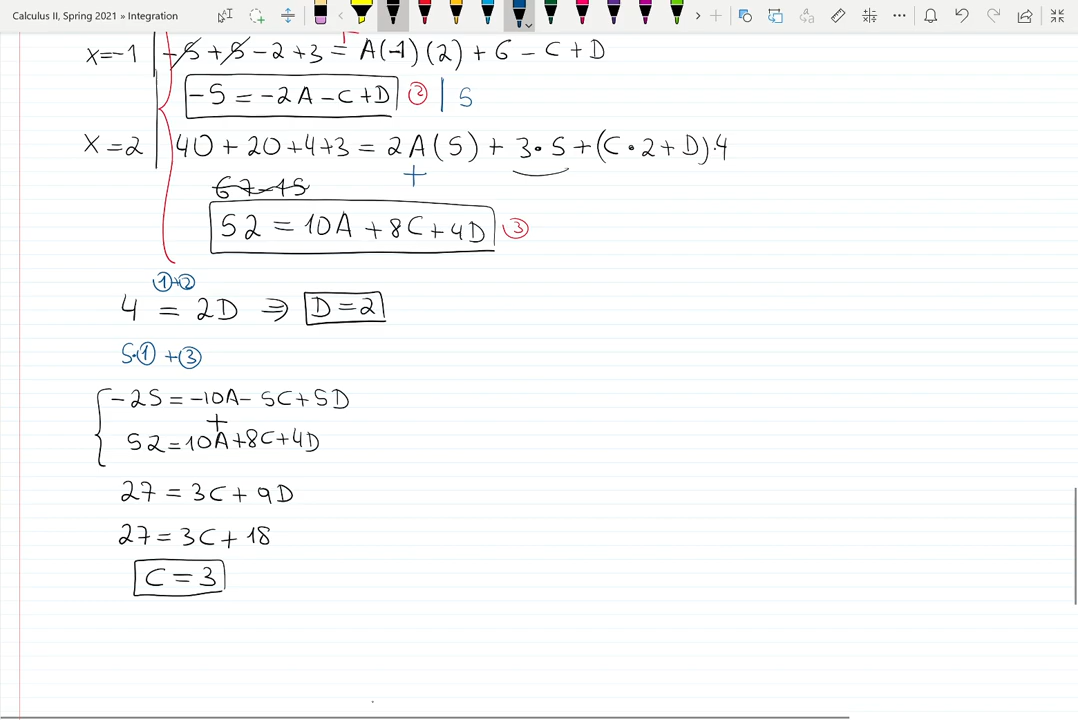 Calculus II, Spring 2021 » Integration
x=-1 | -5 + 5 - 2 + 3 = A(-1)(2) + 6 - C + D
-5 = -2A - C + D ② | 5
x=2 | 40 + 20 + 4 + 3 = 2A(5) + 3•5 + (C•2 + D)·4
67-15 +
52 = 10A + 8C + 4D ③
①+②
4 = 2D ⇒ D=2
5·① + ③
-25 = -10A - 5C + 5D
+
52 = 10A + 8C + 4D
27 = 3C + 9D
27 = 3C + 18
C = 3